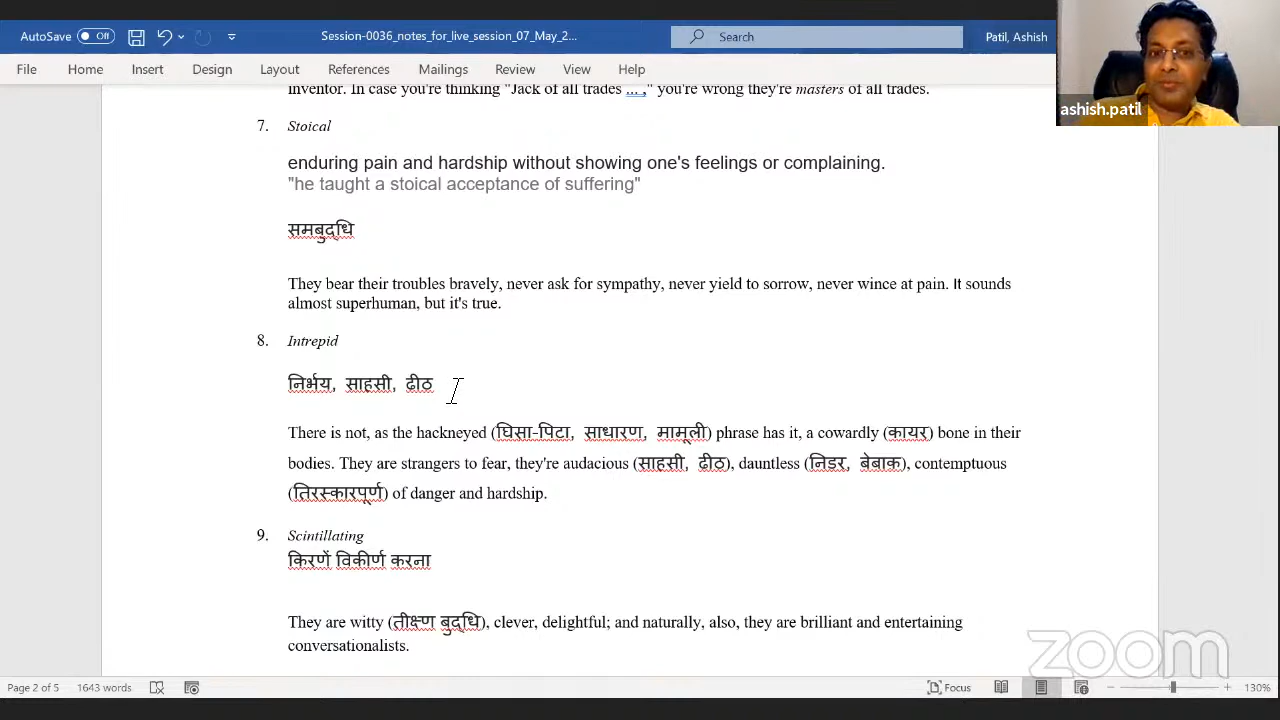 AutoSave Off Session-0036_notes_for_live_session_07_May_2... Search Patil, Ashish
File Home Insert Design Layout References Mailings Review View Help
ashish.patil
inventor. In case you're thinking "Jack of all trades ... ," you're wrong they're masters of all trades.
7. Stoical
enduring pain and hardship without showing one's feelings or complaining.
"he taught a stoical acceptance of suffering"
समबुद्धि
They bear their troubles bravely, never ask for sympathy, never yield to sorrow, never wince at pain. It sounds
almost superhuman, but it's true.
8. Intrepid
निर्भय, साहसी, ढीठ
There is not, as the hackneyed (घिसा-पिटा, साधारण, मामूली) phrase has it, a cowardly (कायर) bone in their
bodies. They are strangers to fear, they're audacious (साहसी, ढीठ), dauntless (निडर, बेबाक), contemptuous
(तिरस्कारपूर्ण) of danger and hardship.
9. Scintillating
किरणें विकीर्ण करना
They are witty (तीक्ष्ण बुद्धि), clever, delightful; and naturally, also, they are brilliant and entertaining
conversationalists.
zoom
Page 2 of 5 1643 words Focus 130%